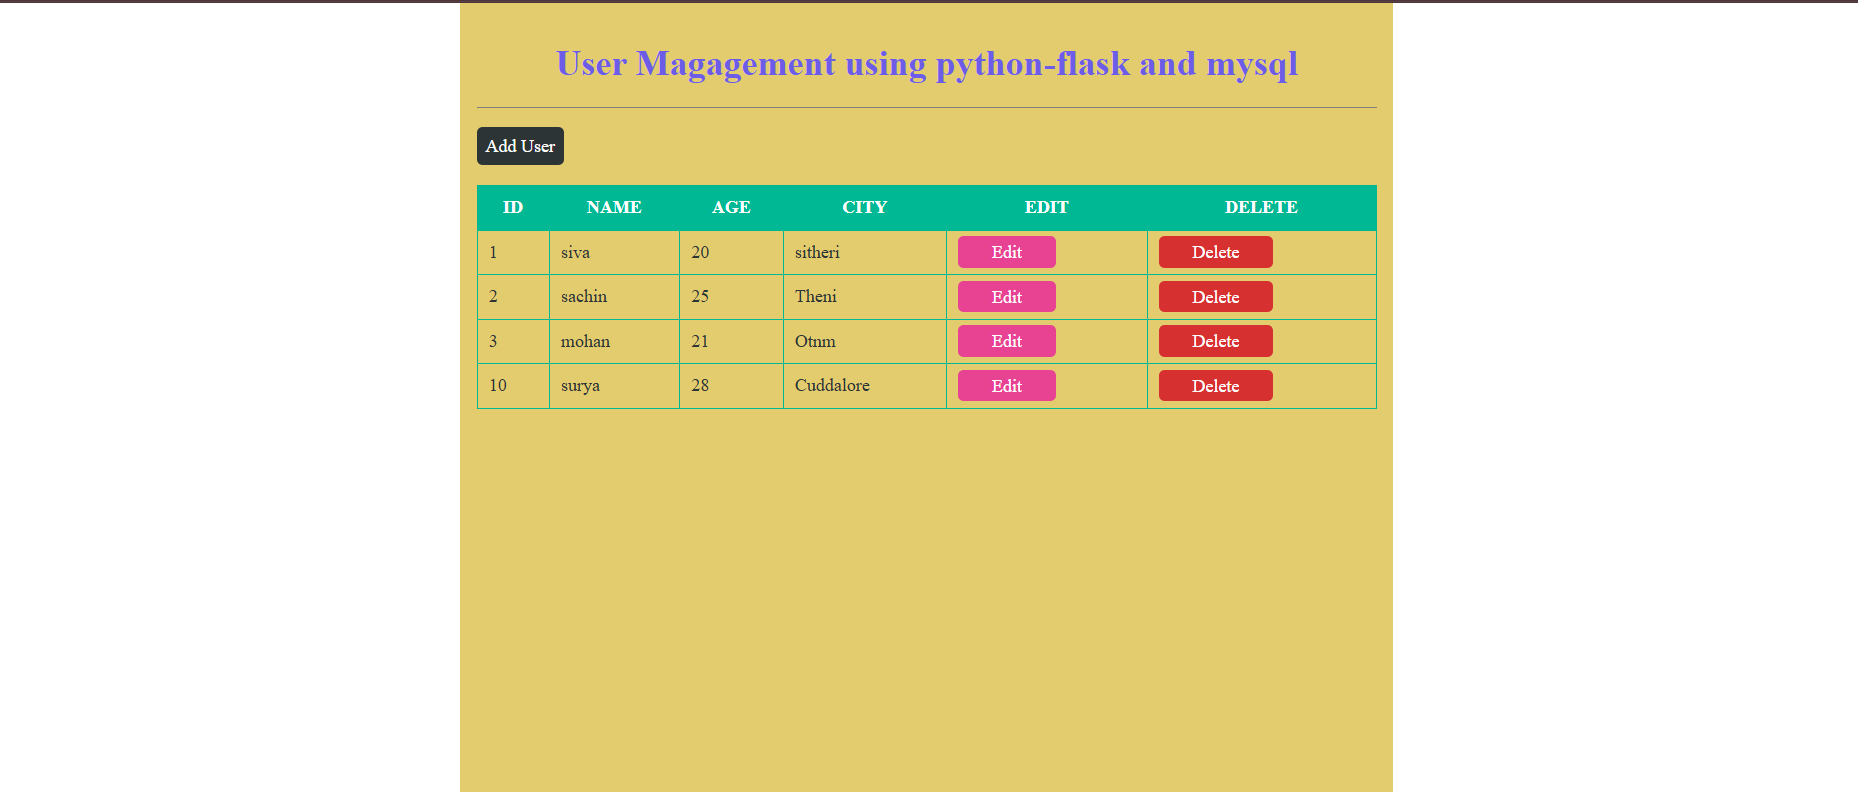 User Magagement using python-flask and mysql
Add User
ID NAME AGE CITY EDIT DELETE
1 siva 20 sitheri Edit Delete
2 sachin 25 Theni Edit Delete
3 mohan 21 Otnm Edit Delete
10 surya 28 Cuddalore Edit Delete